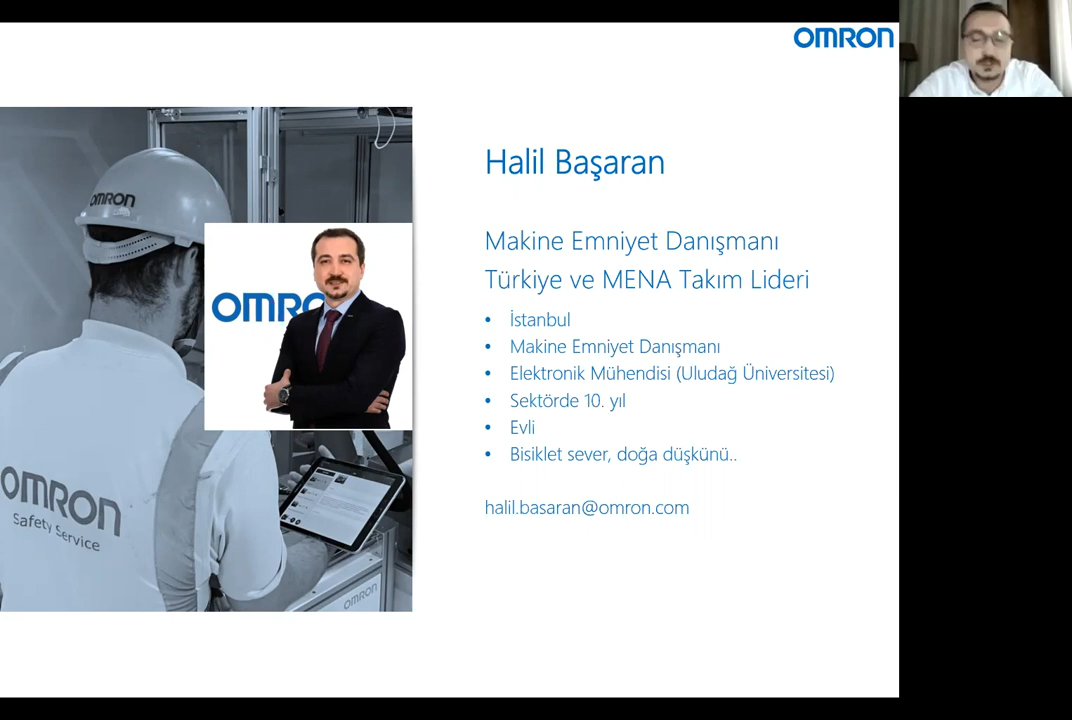 OMRON
Halil Başaran
Makine Emniyet Danışmanı
Türkiye ve MENA Takım Lideri
• İstanbul
• Makine Emniyet Danışmanı
• Elektronik Mühendisi (Uludağ Üniversitesi)
• Sektörde 10. yıl
• Evli
• Bisiklet sever, doğa düşkünü..
halil.basaran@omron.com
OMRON
OMRO
OMRON
Safety Service
OMRON